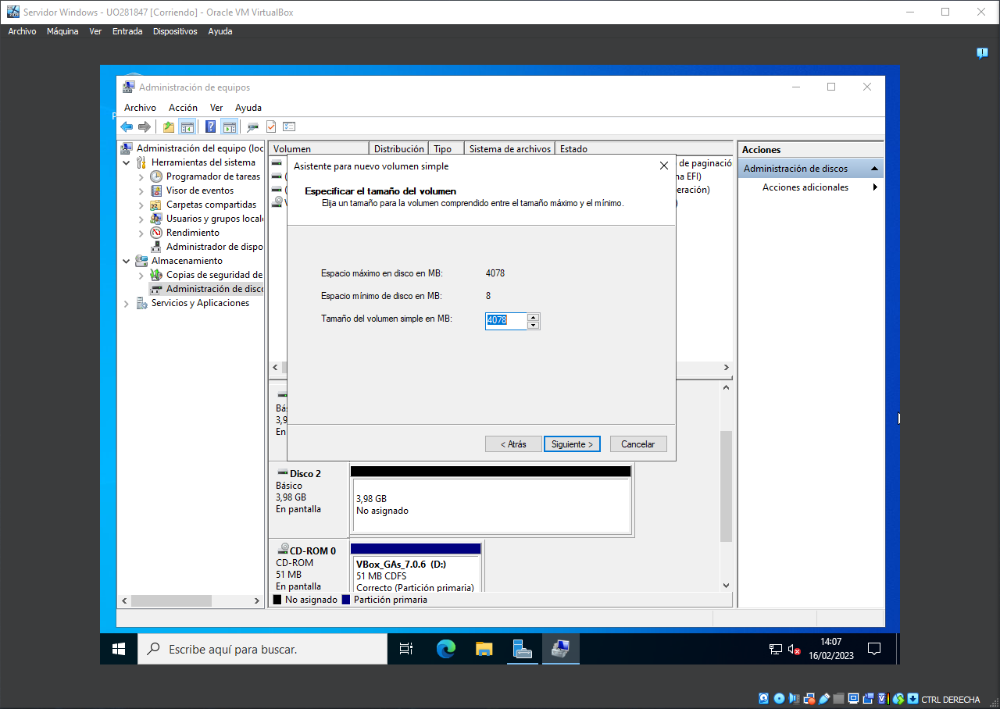 Servidor Windows - UO281847 [Corriendo] - Oracle VM VirtualBox
Archivo Máquina Ver Entrada Dispositivos Ayuda
Administración de equipos
Archivo Acción Ver Ayuda
Administración del equipo (loc
Herramientas del sistema
Programador de tareas
Visor de eventos
Carpetas compartidas
Usuarios y grupos local
Rendimiento
Administrador de dispo
Almacenamiento
Copias de seguridad de
Administración de disco
Servicios y Aplicaciones
Volumen Distribución Tipo Sistema de archivos Estado
de paginació
na EFI)
eración)
Asistente para nuevo volumen simple
Especificar el tamaño del volumen
Elija un tamaño para la volumen comprendido entre el tamaño máximo y el mínimo.
Espacio máximo en disco en MB: 4078
Espacio mínimo de disco en MB: 8
Tamaño del volumen simple en MB: 4078
< Atrás Siguiente > Cancelar
Acciones
Administración de discos
Acciones adicionales
Bás
3,9
En
Disco 2
Básico
3,98 GB
En pantalla
3,98 GB
No asignado
CD-ROM 0
CD-ROM
51 MB
En pantalla
VBox_GAs_7.0.6 (D:)
51 MB CDFS
Correcto (Partición primaria)
No asignado Partición primaria
Escribe aquí para buscar.
14:07
16/02/2023
CTRL DERECHA